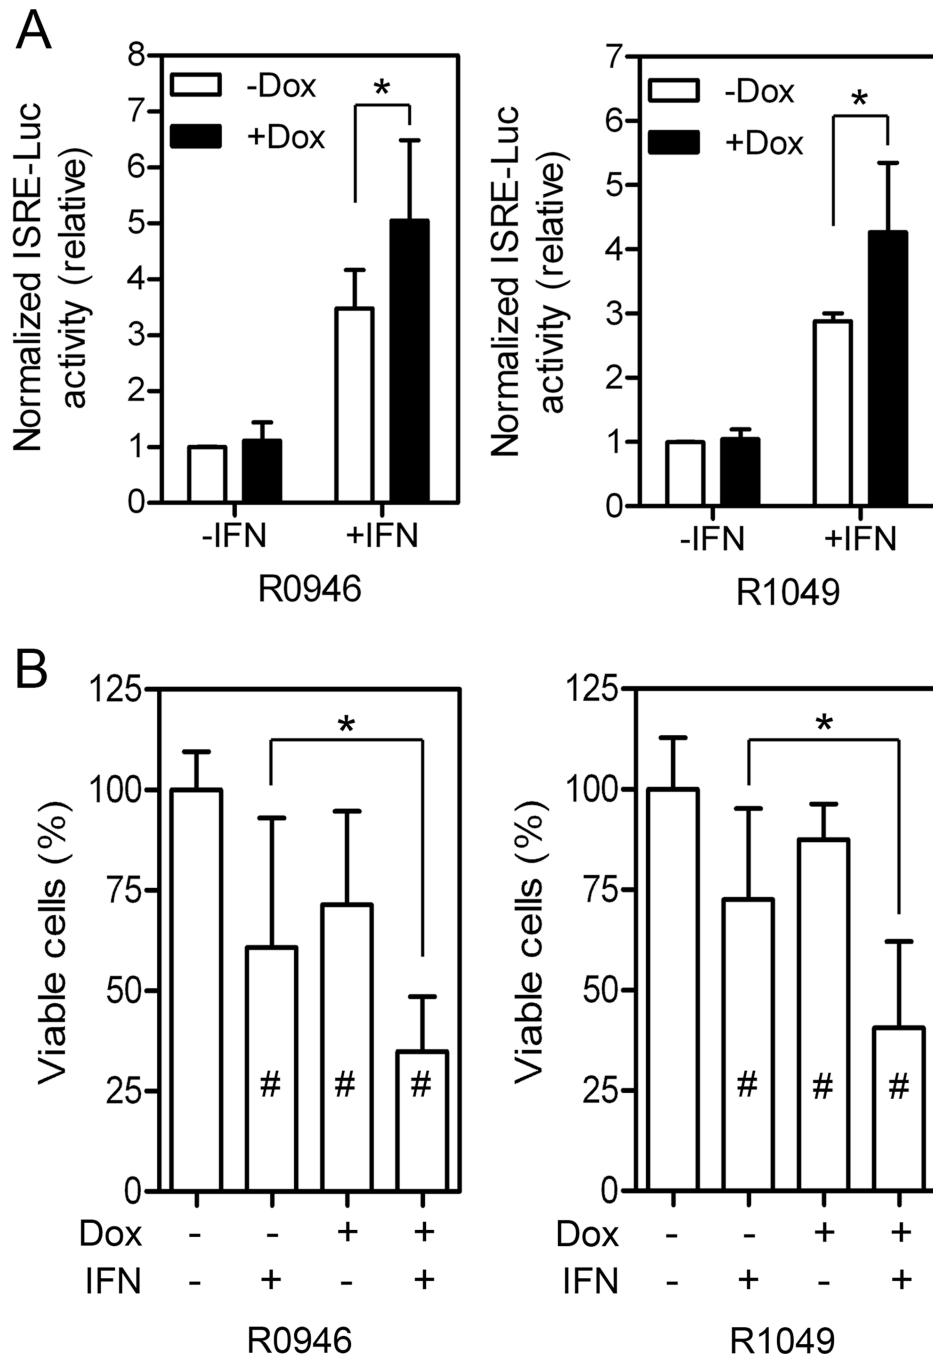 A
Normalized ISRE-Luc
activity (relative)
8
7
6
5
4
3
2
1
0
-Dox
+Dox
*
-IFN
+IFN
R0946
Normalized ISRE-Luc
activity (relative)
7
6
5
4
3
2
1
0
-Dox
+Dox
*
-IFN
+IFN
R1049
B
Viable cells (%)
125
100
75
50
25
0
*
# # #
Dox - - + +
IFN - + - +
R0946
Viable cells (%)
125
100
75
50
25
0
*
# # #
Dox - - + +
IFN - + - +
R1049